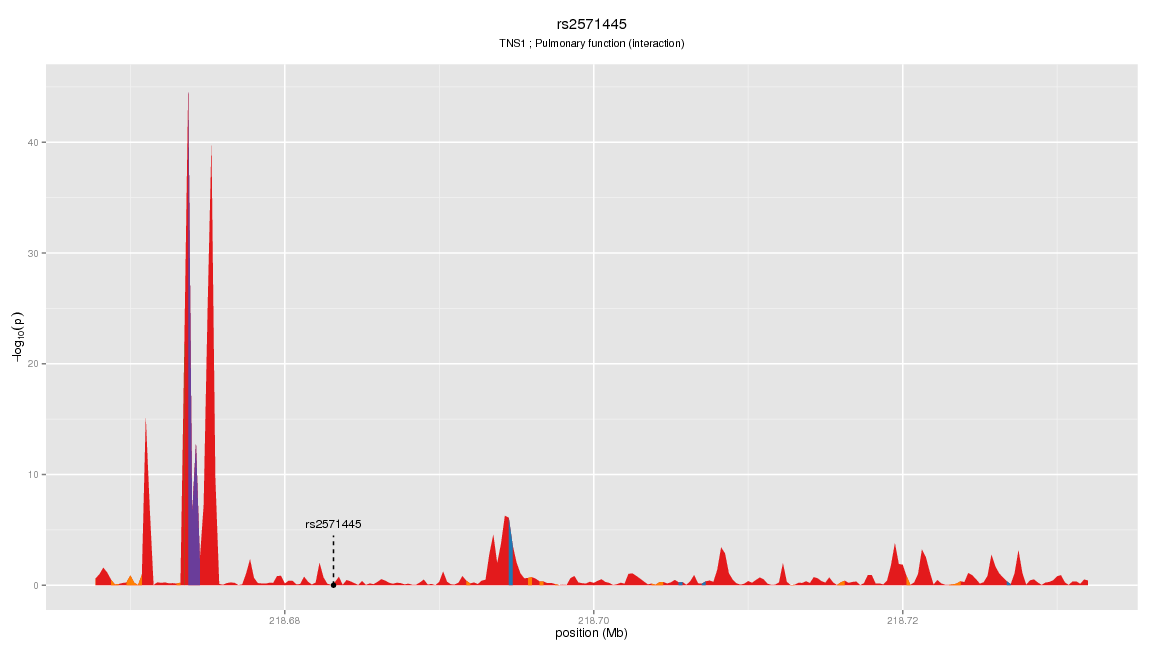 rs2571445
TNS1 ; Pulmonary function (interaction)
−log10(p)
40
30
20
10
0
rs2571445
218.68
218.70
218.72
position (Mb)